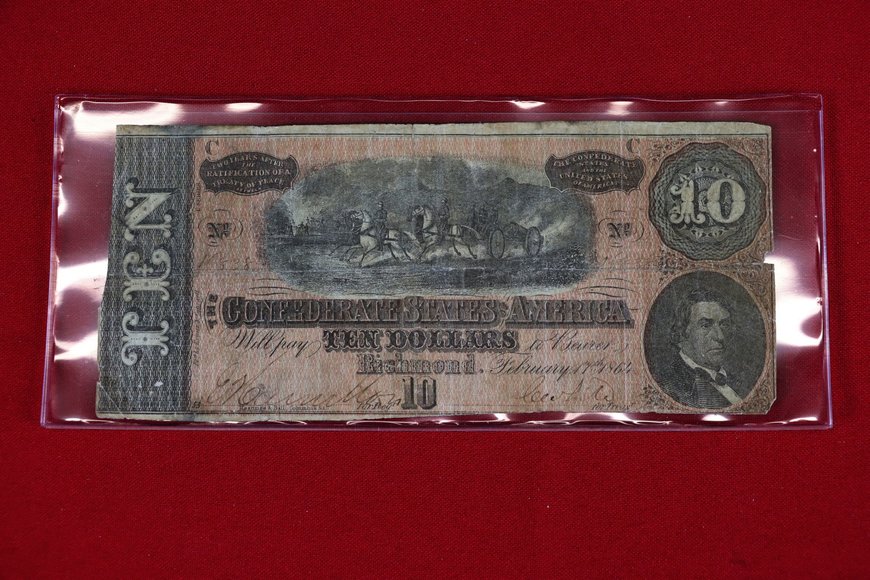 TEN
C
TWO YEARS AFTER
THE
RATIFICATION OF A
TREATY OF PEACE
THE CONFEDERATE
STATES
AND THE
UNITED STATES
OF AMERICA
C
10
No
No
THE
CONFEDERATE STATES AMERICA
Will pay TEN DOLLARS to Bearer
Richmond, February 17th 1864
10